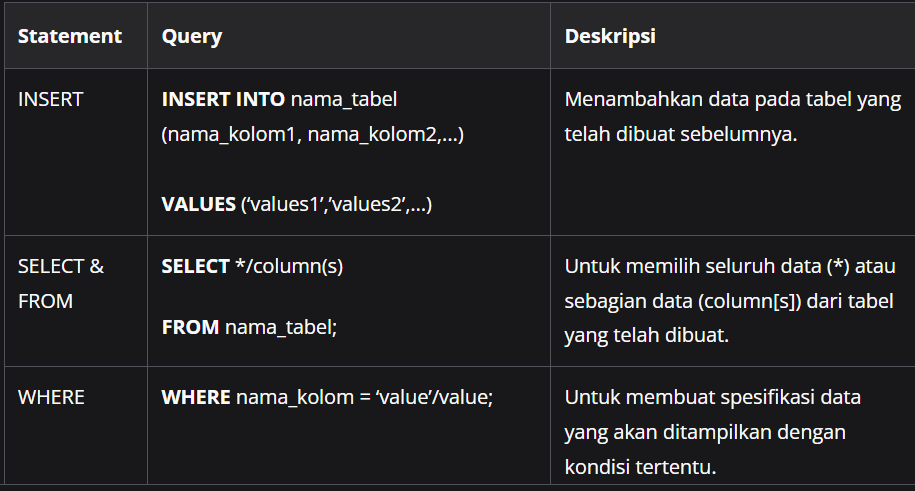 Statement
Query
Deskripsi
INSERT
INSERT INTO nama_tabel
(nama_kolom1, nama_kolom2,...)
VALUES (‘values1’,’values2’,...)
Menambahkan data pada tabel yang
telah dibuat sebelumnya.
SELECT &
FROM
SELECT */column(s)
FROM nama_tabel;
Untuk memilih seluruh data (*) atau
sebagian data (column[s]) dari tabel
yang telah dibuat.
WHERE
WHERE nama_kolom = ‘value’/value;
Untuk membuat spesifikasi data
yang akan ditampilkan dengan
kondisi tertentu.